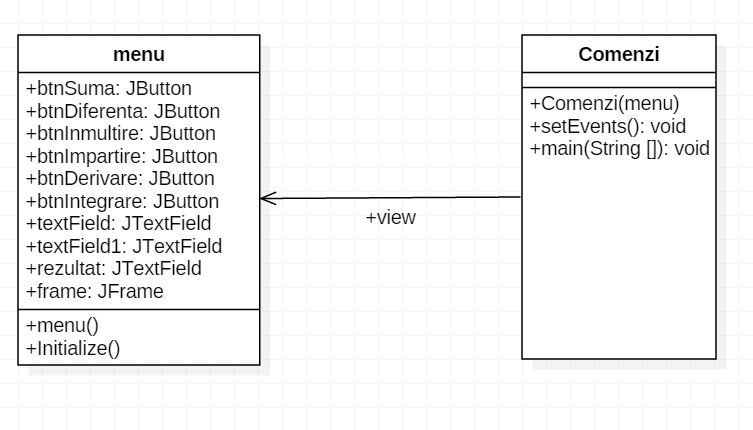 menu
+btnSuma: JButton
+btnDiferenta: JButton
+btnInmultire: JButton
+btnImpartire: JButton
+btnDerivare: JButton
+btnIntegrare: JButton
+textField: JTextField
+textField1: JTextField
+rezultat: JTextField
+frame: JFrame
+menu()
+Initialize()
+view
Comenzi
+Comenzi(menu)
+setEvents(): void
+main(String []): void